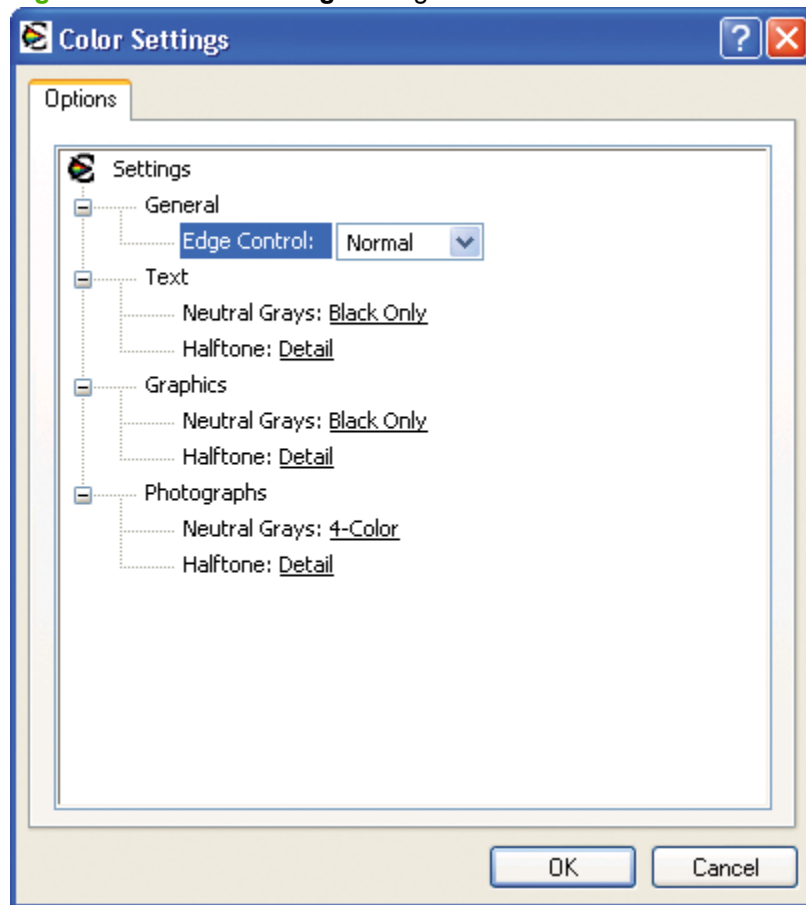 Color Settings
Options
Settings
General
Edge Control: Normal
Text
Neutral Grays: Black Only
Halftone: Detail
Graphics
Neutral Grays: Black Only
Halftone: Detail
Photographs
Neutral Grays: 4-Color
Halftone: Detail
OK Cancel